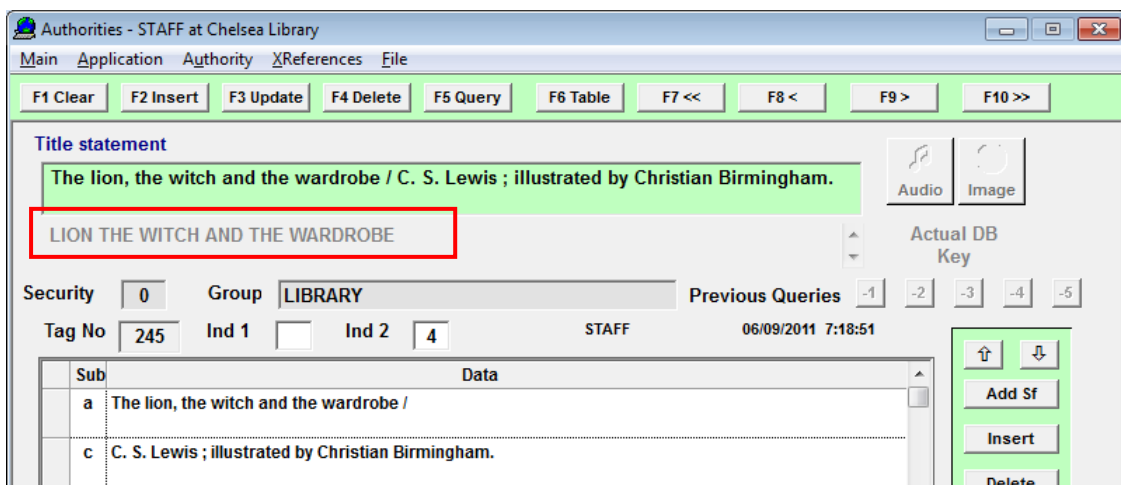 Authorities - STAFF at Chelsea Library
Main Application Authority XReferences File
F1 Clear F2 Insert F3 Update F4 Delete F5 Query F6 Table F7 << F8 < F9 > F10 >>
Title statement
The lion, the witch and the wardrobe / C. S. Lewis ; illustrated by Christian Birmingham.
Audio Image
LION THE WITCH AND THE WARDROBE
Actual DB
Key
Security 0 Group LIBRARY Previous Queries -1 -2 -3 -4 -5
Tag No 245 Ind 1 Ind 2 4 STAFF 06/09/2011 7:18:51
Sub Data
a The lion, the witch and the wardrobe /
Add Sf
c C. S. Lewis ; illustrated by Christian Birmingham.
Insert
Delete